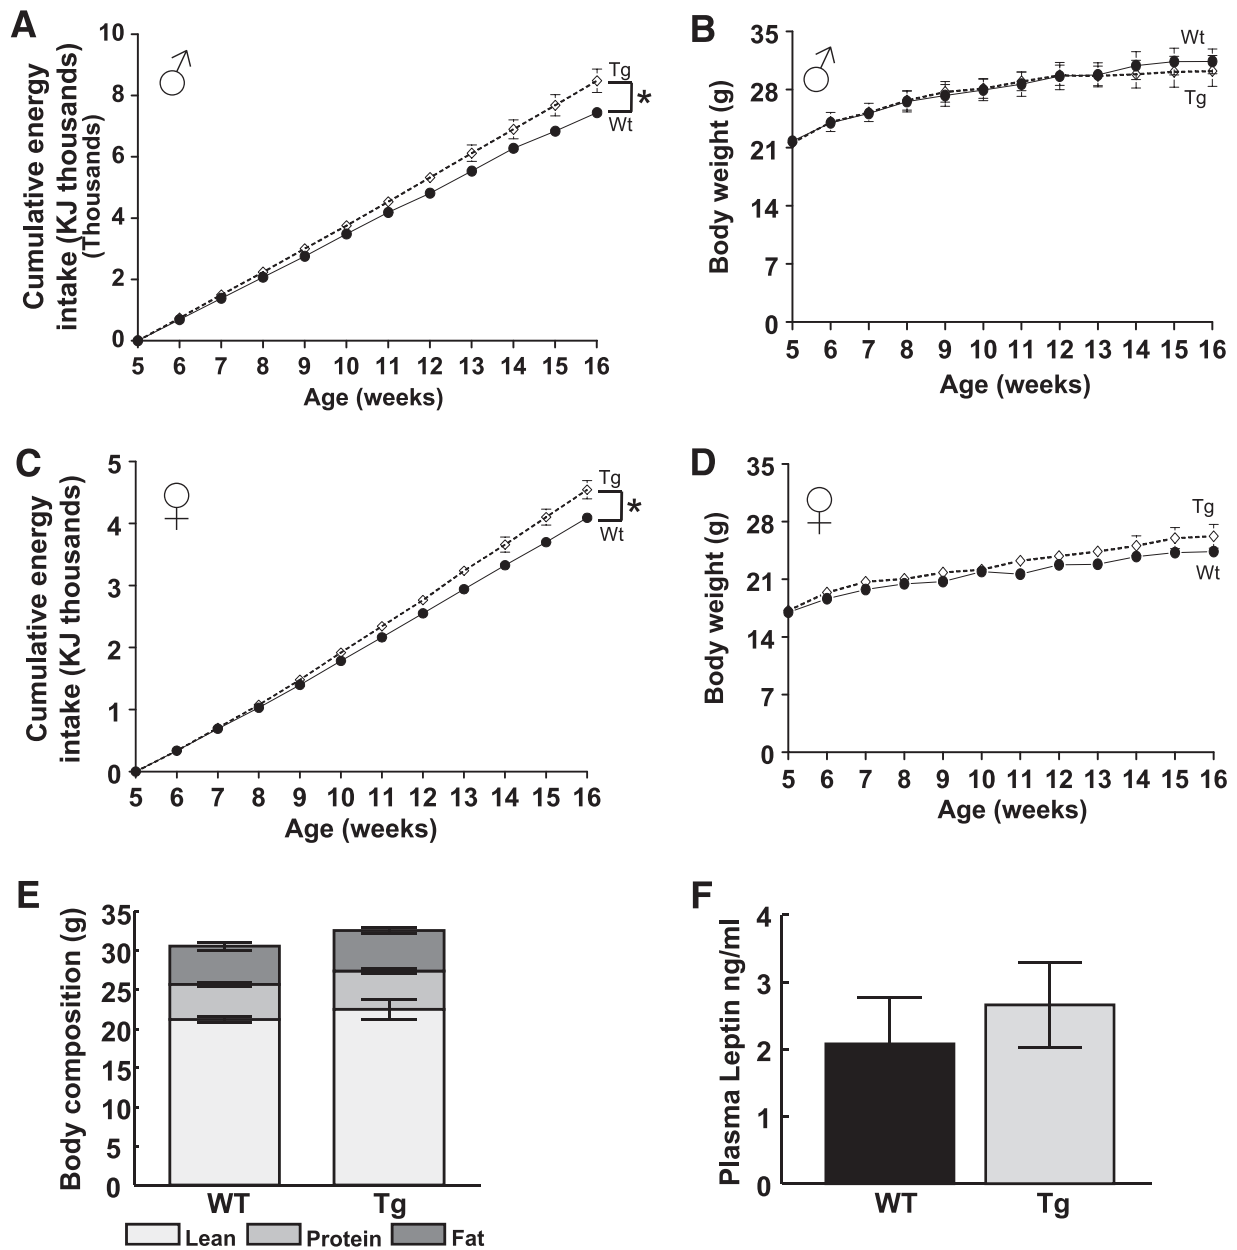 A
Cumulative energy
intake (KJ thousands)
(Thousands)
10
8
6
4
2
0
5 6 7 8 9 10 11 12 13 14 15 16
Age (weeks)
♂
Tg
*
Wt
B
Body weight (g)
35
28
21
14
7
0
5 6 7 8 9 10 11 12 13 14 15 16
Age (weeks)
♂
Wt
Tg
C
Cumulative energy
intake (KJ thousands)
5
4
3
2
1
0
5 6 7 8 9 10 11 12 13 14 15 16
Age (weeks)
♀
Tg
*
Wt
D
Body weight (g)
35
28
21
14
7
0
5 6 7 8 9 10 11 12 13 14 15 16
Age (weeks)
♀
Tg
Wt
E
Body composition (g)
35
30
25
20
15
10
5
0
WT Tg
Lean Protein Fat
F
Plasma Leptin ng/ml
4
3
2
1
0
WT Tg